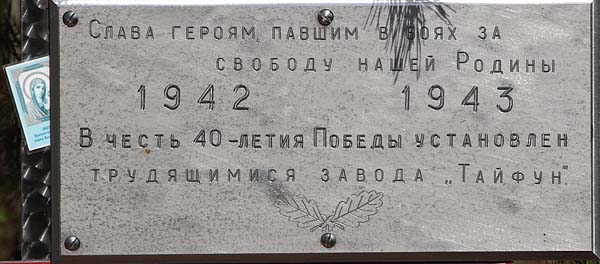 Слава героям, павшим в боях за
свободу нашей Родины
1942 1943
В честь 40-летия Победы установлен
трудящимися завода „Тайфун"